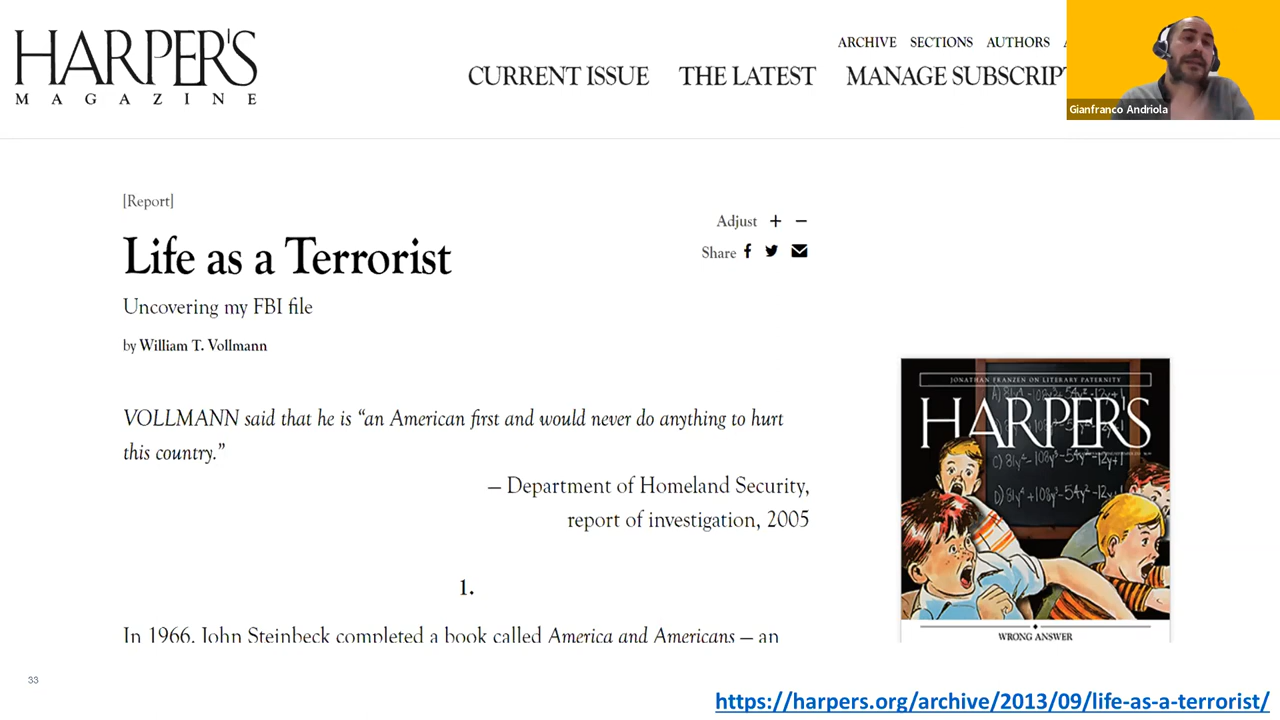 HARPER'S
MAGAZINE
ARCHIVE SECTIONS AUTHORS
CURRENT ISSUE THE LATEST MANAGE SUBSCRIPT
Gianfranco Andriola
[Report]
Adjust + −
Life as a Terrorist
Share
Uncovering my FBI file
by William T. Vollmann
VOLLMANN said that he is “an American first and would never do anything to hurt
this country.”
— Department of Homeland Security,
report of investigation, 2005
1.
In 1966, John Steinbeck completed a book called America and Americans — an
JONATHAN FRANZEN ON LITERARY PATERNITY
HARPER'S
WRONG ANSWER
33
https://harpers.org/archive/2013/09/life-as-a-terrorist/